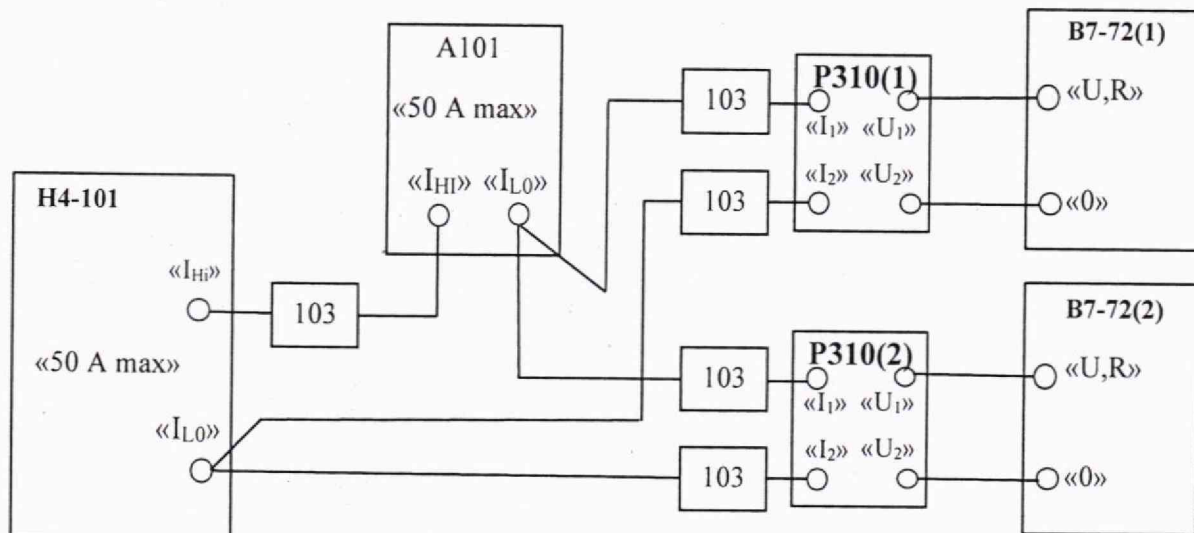 B7-72(1)
A101
P310(1)
«50 A max»
103
«U,R»
«I₁» «U₁»
«I_HI» «I_L0»
«I₂» «U₂»
H4-101
103
«0»
«I_Hi»
103
B7-72(2)
P310(2)
«50 A max»
103
«U,R»
«I₁» «U₁»
«I_L0»
«I₂» «U₂»
103
«0»